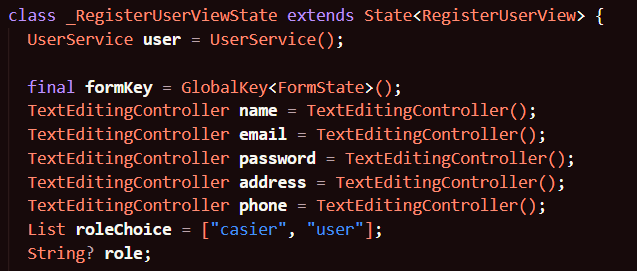 class _RegisterUserViewState extends State<RegisterUserView> {
UserService user = UserService();
final formKey = GlobalKey<FormState>();
TextEditingController name = TextEditingController();
TextEditingController email = TextEditingController();
TextEditingController password = TextEditingController();
TextEditingController address = TextEditingController();
TextEditingController phone = TextEditingController();
List roleChoice = ["casier", "user"];
String? role;